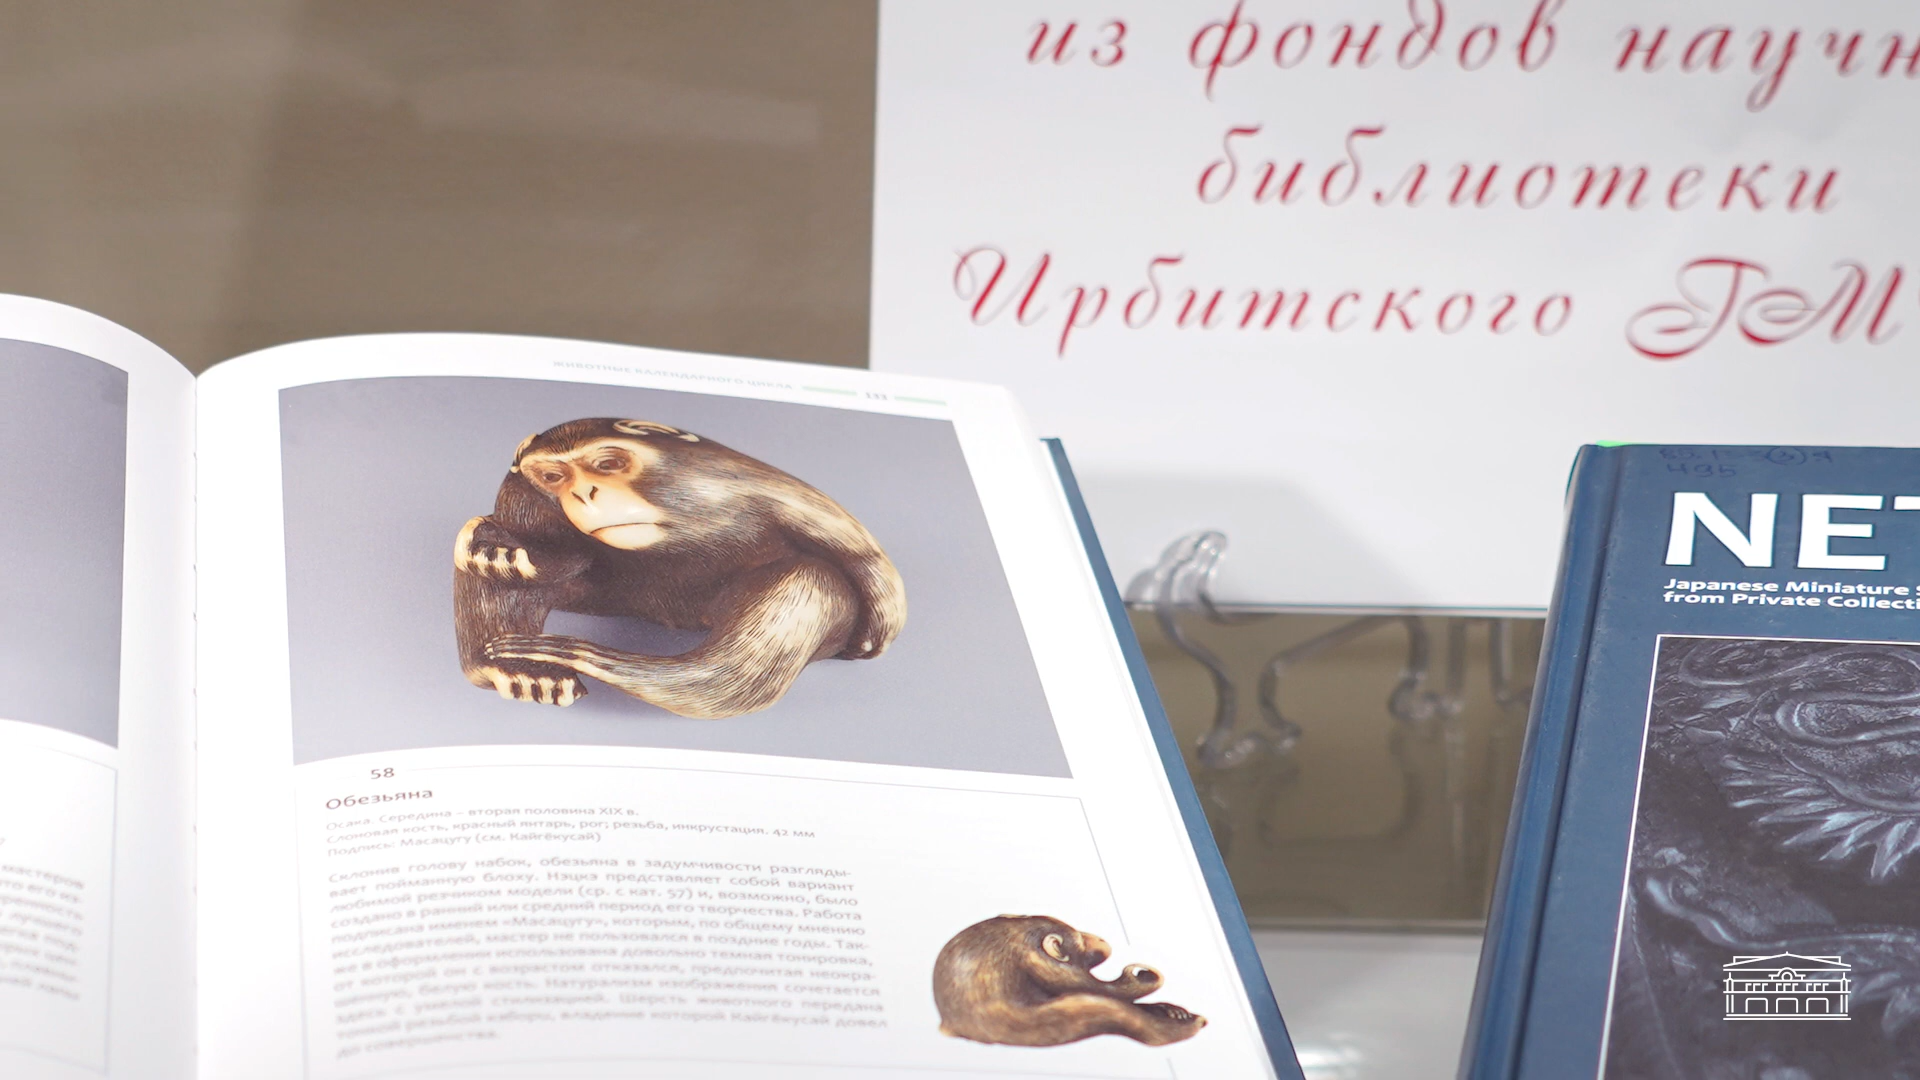 из фондов научн
библиотеки
Ирбитского ГМ
ЖИВОТНЫЕ КАЛЕНДАРНОГО ЦИКЛА
58
Обезьяна
Осака. Середина – вторая половина XIX в.
Слоновая кость, красный янтарь, рог; резьба, инкрустация. 42 мм
Подпись: Масацугу (см. Кайгёкусай)
Склонив голову набок, обезьяна в задумчивости разгляды-
вает пойманную блоху. Нэцкэ представляет собой вариант
любимой резчиком модели (ср. с кат. 57) и, возможно, было
создано в ранний или средний период его творчества. Работа
подписана именем «Масацугу», которым, по общему мнению
исследователей, мастер не пользовался в поздние годы. Так-
же в оформлении использована довольно темная тонировка,
от которой он с возрастом отказался, предпочитая неокра-
шенную, белую кость. Натурализм изображения сочетается
здесь с умелой стилизацией. Шерсть животного передана
тонкой резьбой кэбори, владение которой Кайгёкусай довел
до совершенства.
мастеров
495
NET
Japanese Miniature S
from Private Collecti